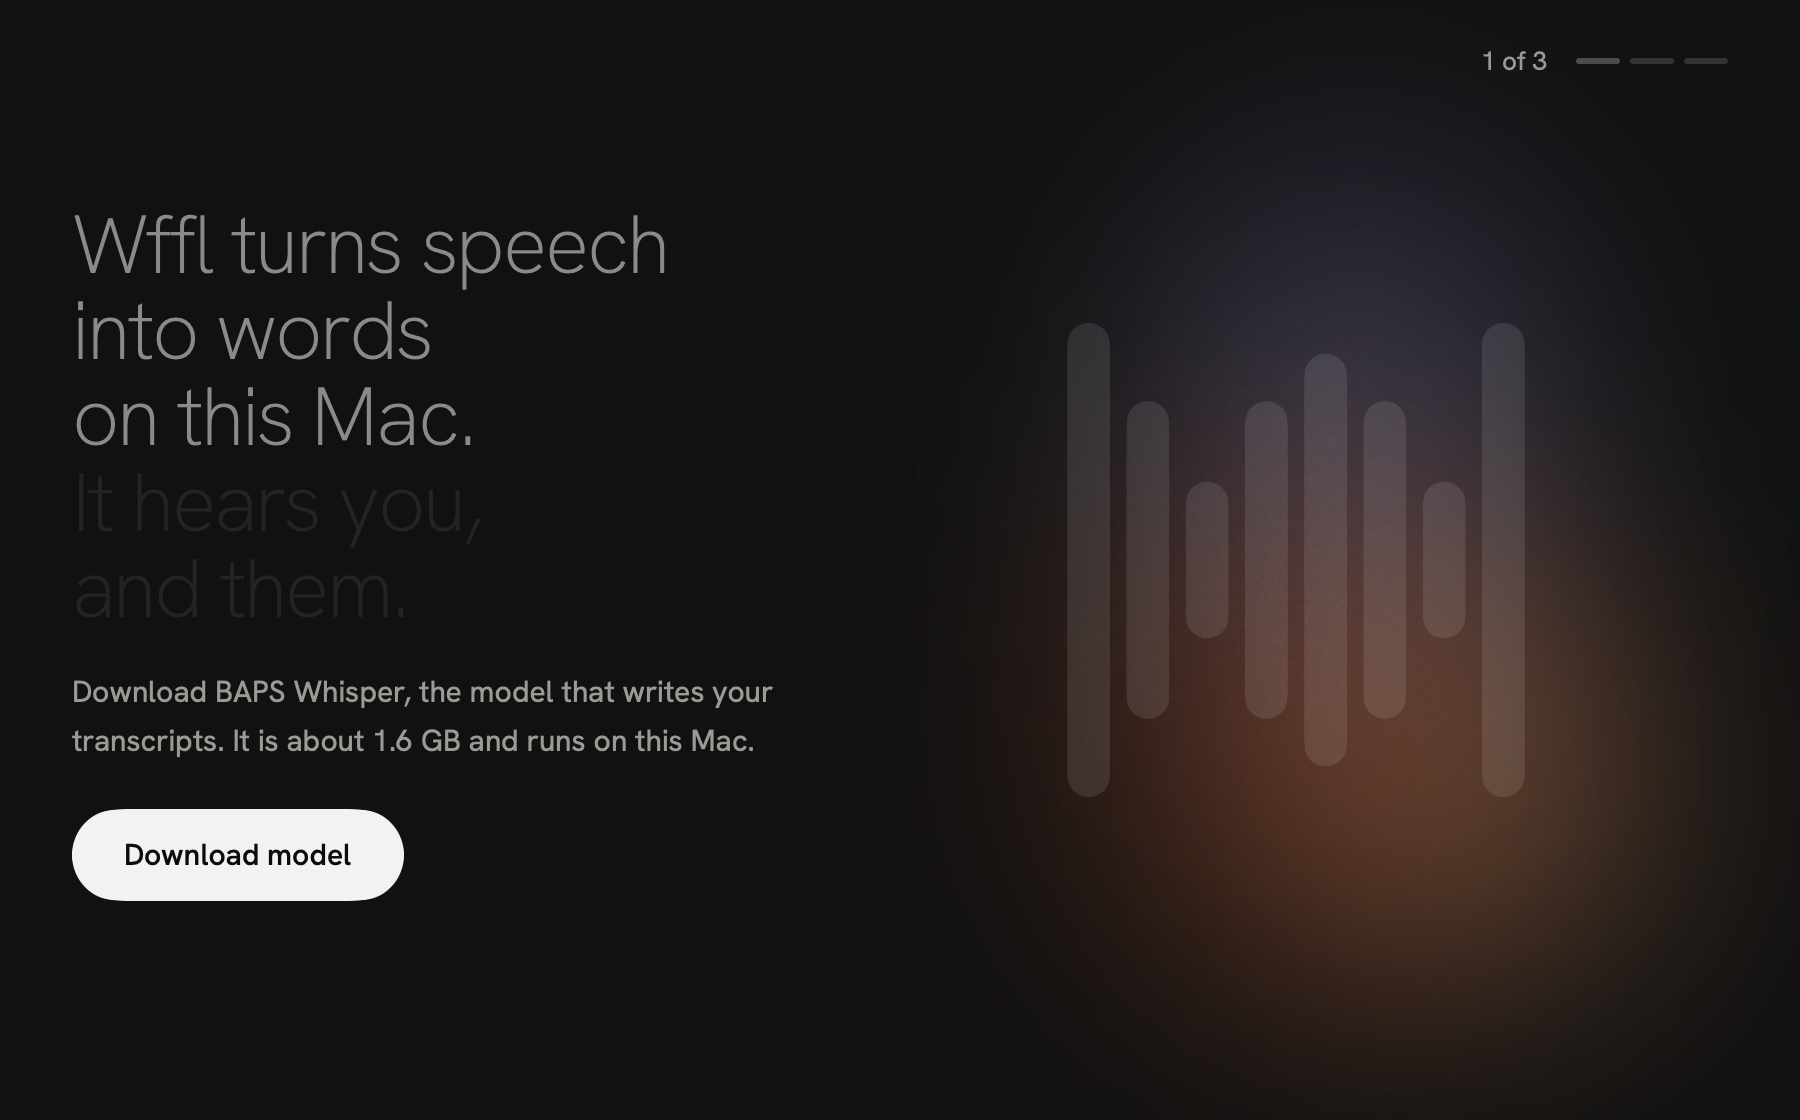 1 of 3
Wffl turns speech
into words
on this Mac.
It hears you,
and them.
Download BAPS Whisper, the model that writes your
transcripts. It is about 1.6 GB and runs on this Mac.
Download model